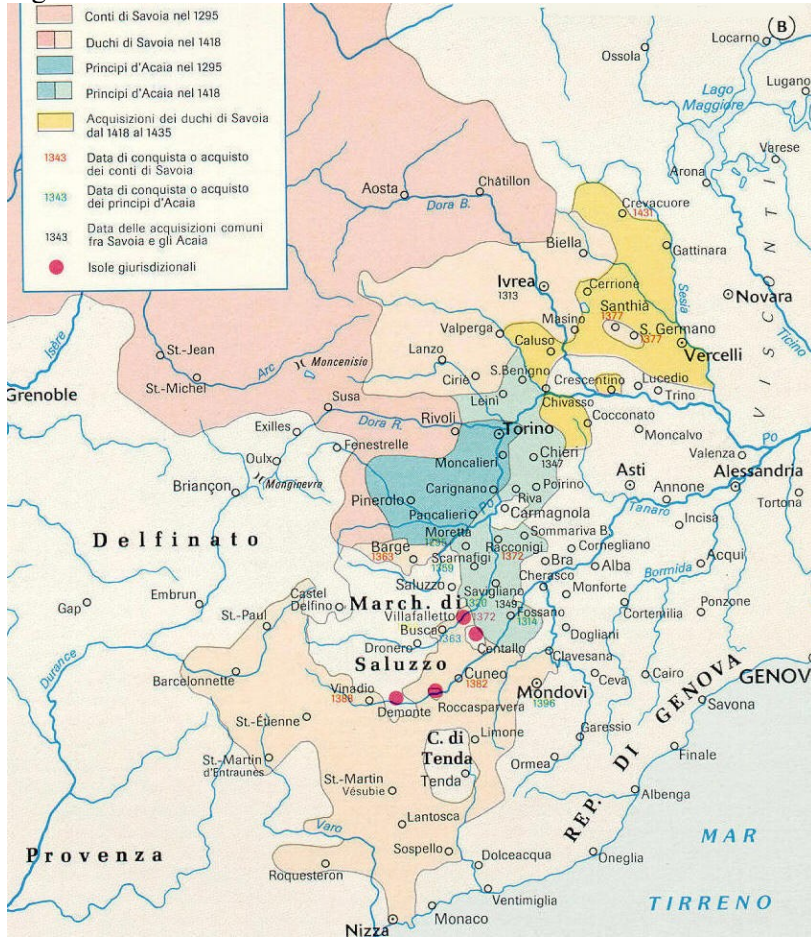 Conti di Savoia nel 1295
Duchi di Savoia nel 1418
Principi d'Acaia nel 1295
Principi d'Acaia nel 1418
Acquisizioni dei duchi di Savoia
dal 1418 al 1435
1343 Data di conquista o acquisto
dei conti di Savoia
1343 Data di conquista o acquisto
dei principi d'Acaia
1343 Data delle acquisizioni comuni
fra Savoia e gli Acaia
Isole giurisdizionali
B
Locarno
Ossola
Lago
Maggiore
Lugano
Varese
Arona
VISCONTI
Aosta
Châtillon
Dora B.
Crevacuore
1431
Biella
Gattinara
Ivrea
1313
Cerrione
Santhia
1377
Sesia
Novara
Masino
S. Germano
1377
Ticino
Valperga
Caluso
Vercelli
Isère
St.-Jean
Arc
Moncenisio
Lanzo
St.-Michel
Cirie
S.Benigno
Crescentino
Lucedio
Trino
Grenoble
Leini
Chivasso
Susa
Dora R.
Rivoli
Torino
Cocconato
Moncalvo
Po
Exilles
Fenestrelle
Valenza
Oulx
Moncalieri
Chieri
1347
Asti
Alessandria
Monginevra
Briançon
Pinerolo
Carignano
Poirino
Annone
Riva
Tortona
Pancalieri
Po
Carmagnola
Tanaro
Moretta
Sommariva B.
Incisa
Delfinato
Barge
1363
Scarnafigi
1359
Racconigi
1372
Cornegliano
Bra
Alba
Acqui
Bormida
Saluzzo
Savigliano
1320
1349
Cherasco
Castel
Delfino
Monforte
Gap
Embrun
March. di
Fossano
1314
Cortemilia
Ponzone
St.-Paul
Villafalletto
1372
Busca
1363
Dogliani
Durance
Dronero
Centallo
Clavesana
Saluzzo
Barcelonnette
Cuneo
1382
Ceva
Cairo
GENOV
Vinadio
1388
Mondovì
1396
Demonte
Roccasparvera
Savona
St.-Étienne
C. di
Tenda
Limone
Garessio
Finale
St.-Martin
d'Entraunes
Ormea
REP. DI GENOVA
Tenda
St.-Martin
Vésubie
Albenga
Lantosca
Varo
MAR
Provenza
Sospello
Dolceacqua
Oneglia
Roquesteron
TIRRENO
Ventimiglia
Nizza
Monaco